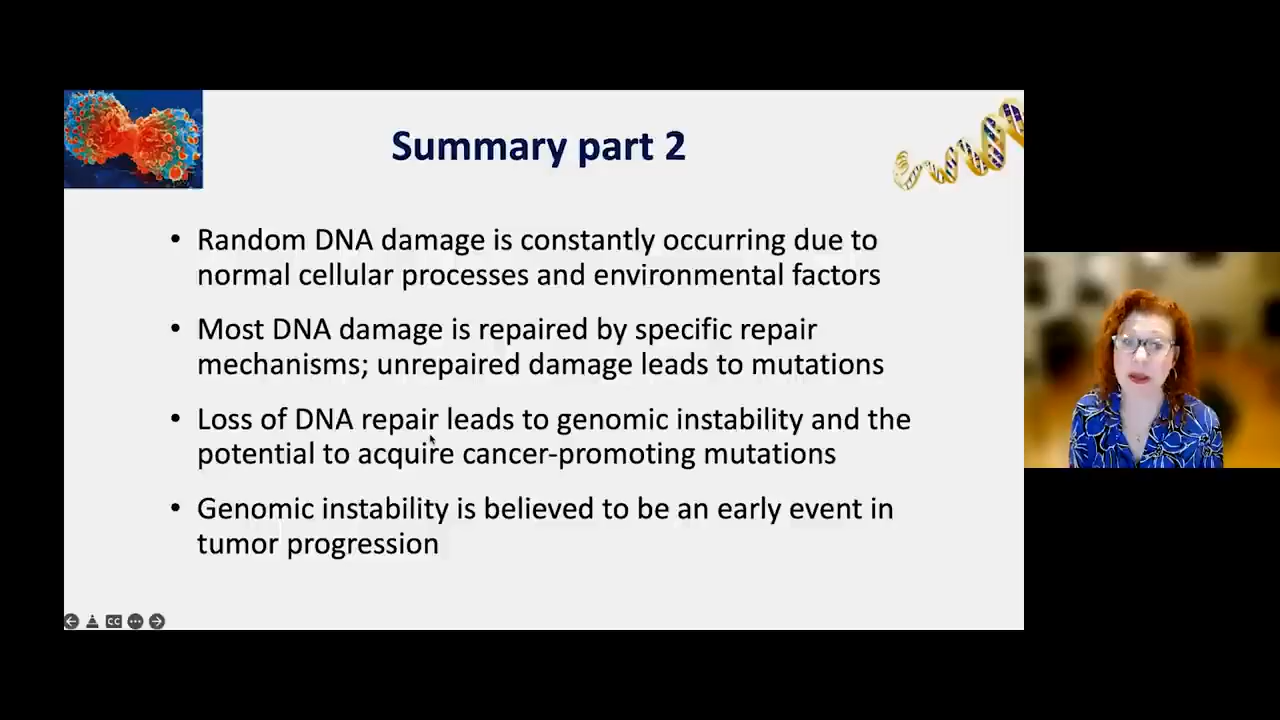 Summary part 2
• Random DNA damage is constantly occurring due to
normal cellular processes and environmental factors
• Most DNA damage is repaired by specific repair
mechanisms; unrepaired damage leads to mutations
• Loss of DNA repair leads to genomic instability and the
potential to acquire cancer-promoting mutations
• Genomic instability is believed to be an early event in
tumor progression
CC